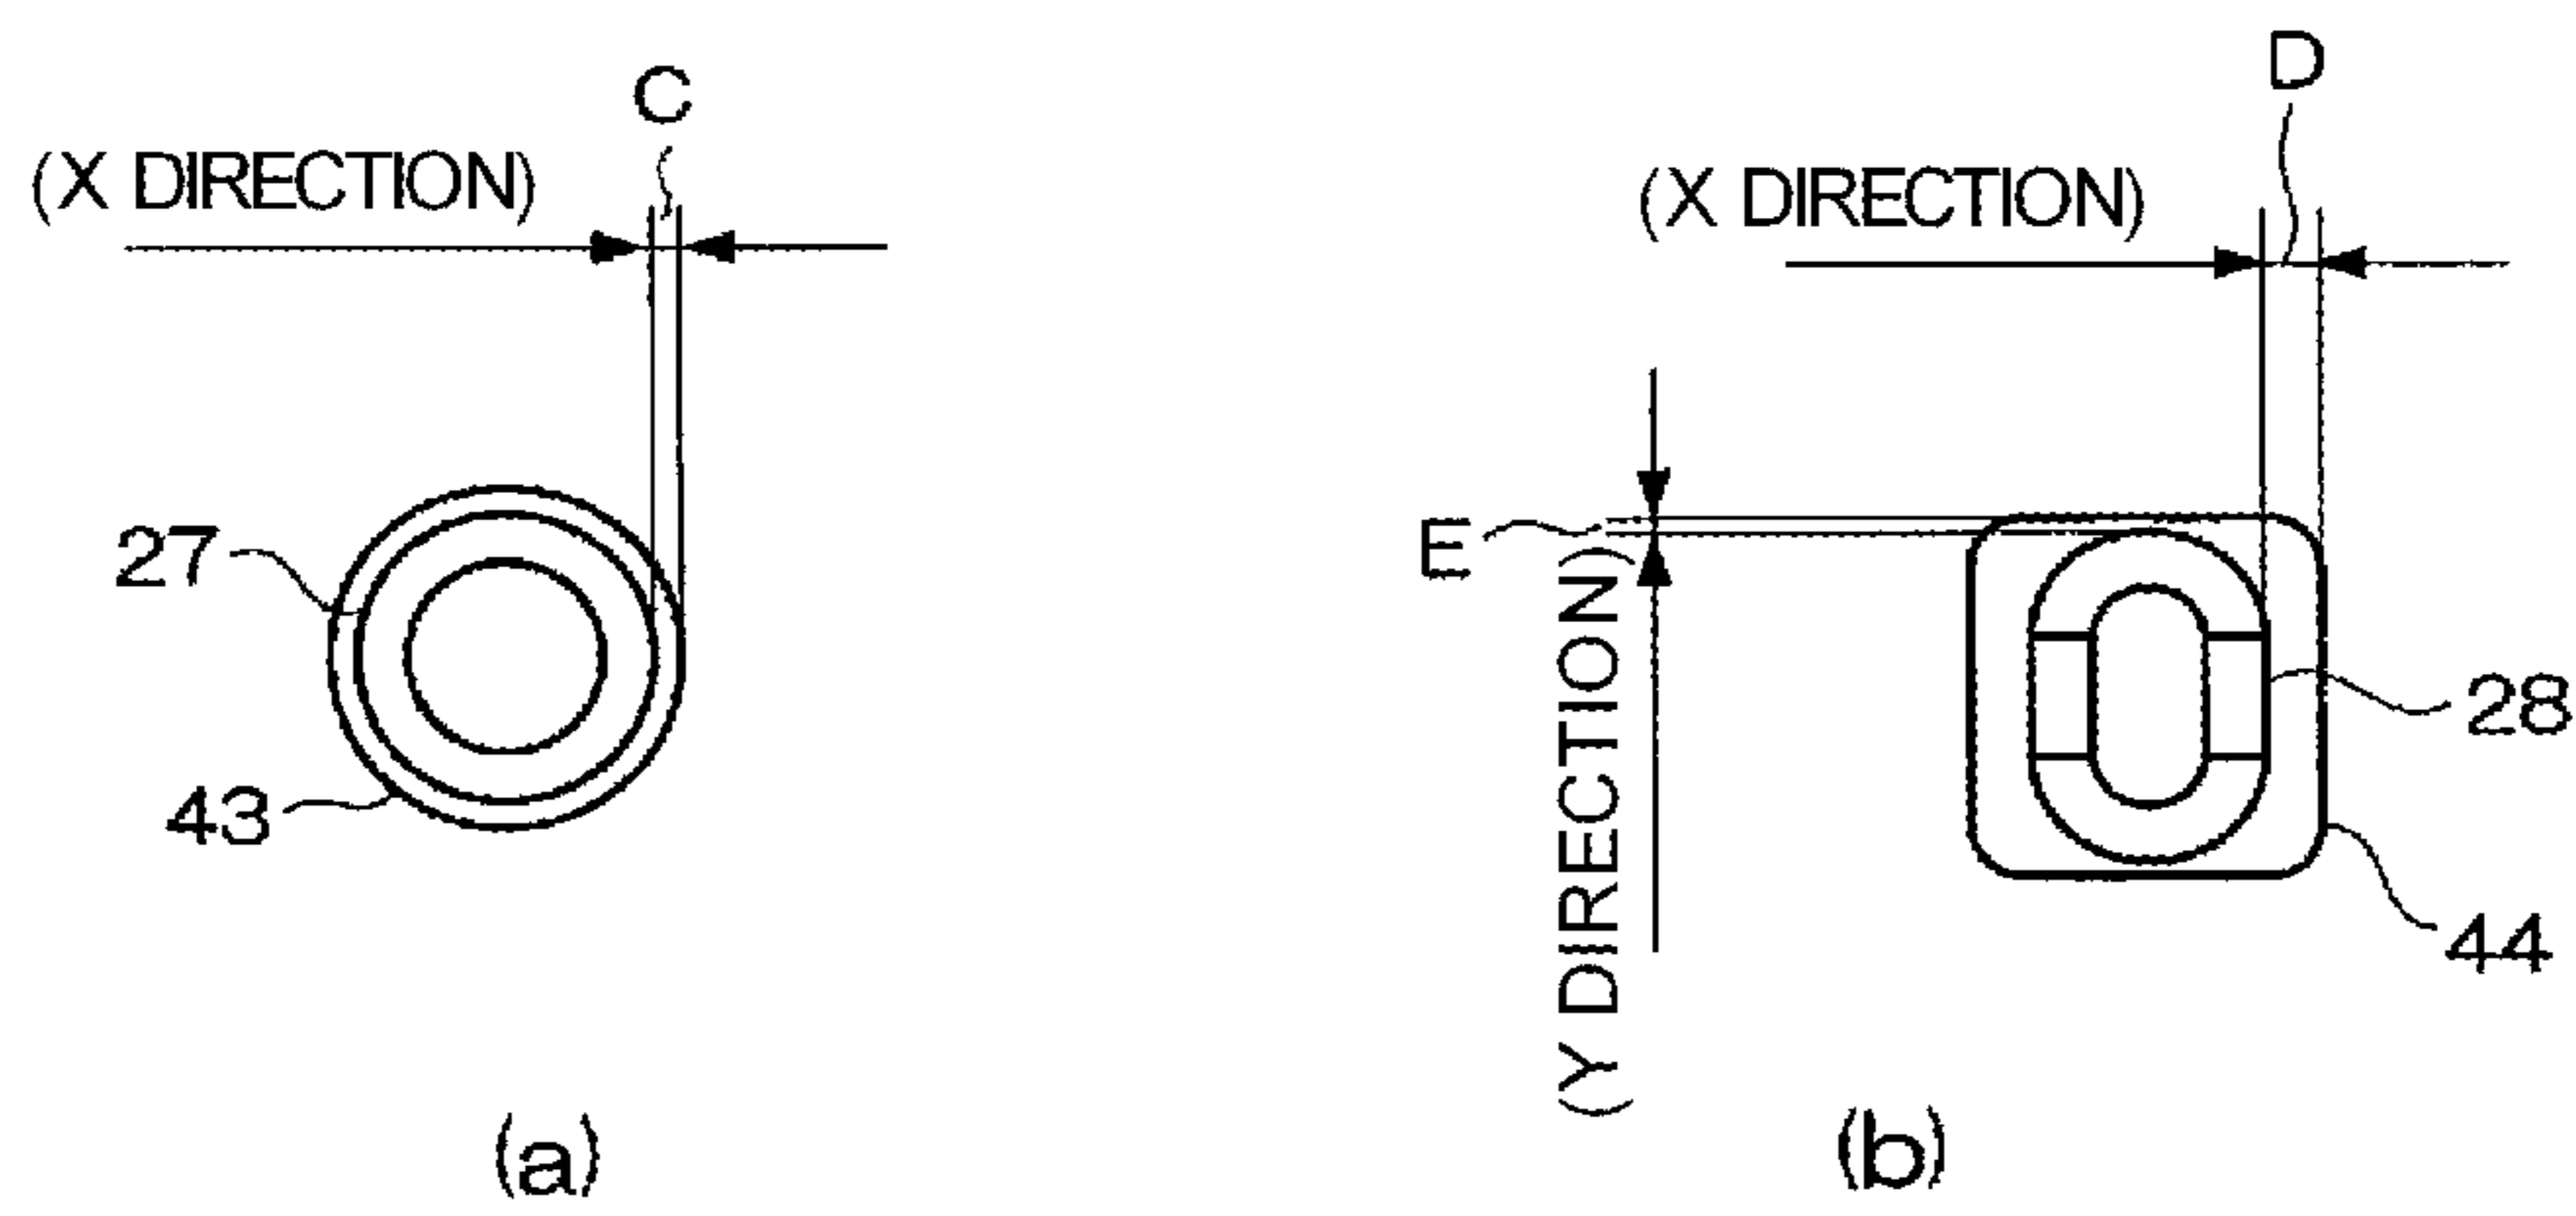 C
(X DIRECTION)
27
43
(a)
D
(X DIRECTION)
E
(Y DIRECTION)
28
44
(b)